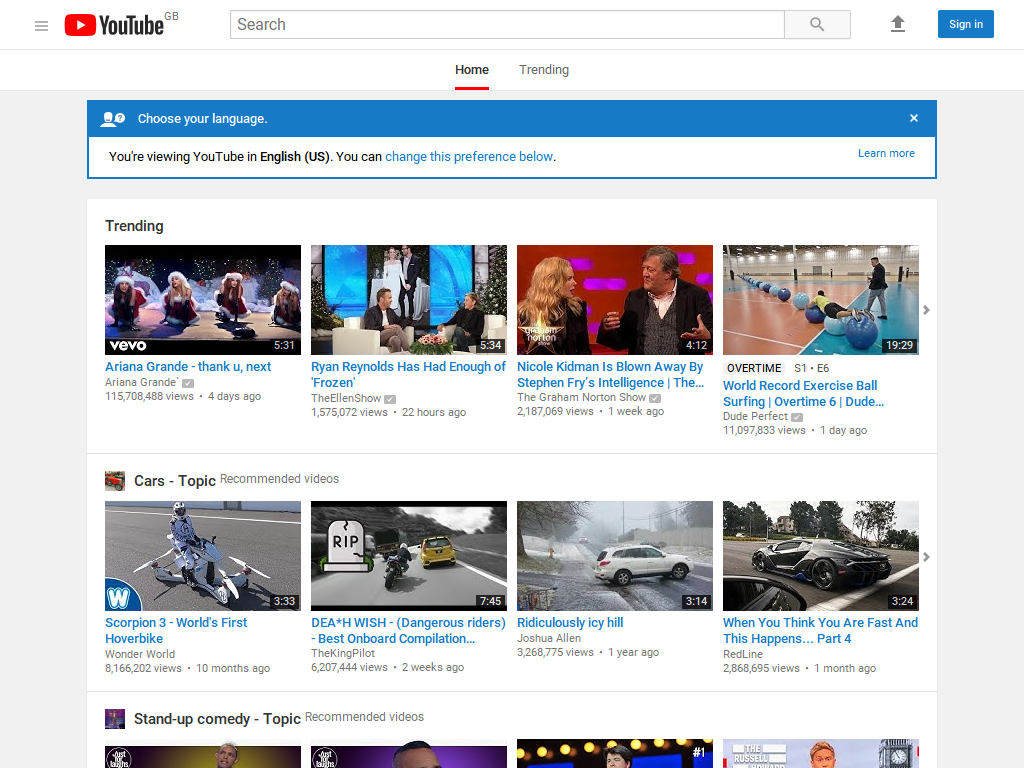 YouTube GB
Search
Sign in
Home
Trending
Choose your language.
×
You're viewing YouTube in English (US). You can change this preference below.
Learn more
Trending
vevo
5:31
5:34
graham norton show
4:12
19:29
Ariana Grande - thank u, next
Ariana Grande`
115,708,488 views • 4 days ago
Ryan Reynolds Has Had Enough of
'Frozen'
TheEllenShow
1,575,072 views • 22 hours ago
Nicole Kidman Is Blown Away By
Stephen Fry's Intelligence | The...
The Graham Norton Show
2,187,069 views • 1 week ago
OVERTIME S1 • E6
World Record Exercise Ball
Surfing | Overtime 6 | Dude...
Dude Perfect
11,097,833 views • 1 day ago
Cars - Topic Recommended videos
W
3:33
RIP
7:45
3:14
3:24
Scorpion 3 - World's First
Hoverbike
Wonder World
8,166,202 views • 10 months ago
DEA*H WISH - (Dangerous riders)
- Best Onboard Compilation...
TheKingPilot
6,207,444 views • 2 weeks ago
Ridiculously icy hill
Joshua Allen
3,268,775 views • 1 year ago
When You Think You Are Fast And
This Happens... Part 4
RedLine
2,868,695 views • 1 month ago
Stand-up comedy - Topic Recommended videos
Just for laughs
Just for laughs
#1
THE
RUSSELL
HOWARD